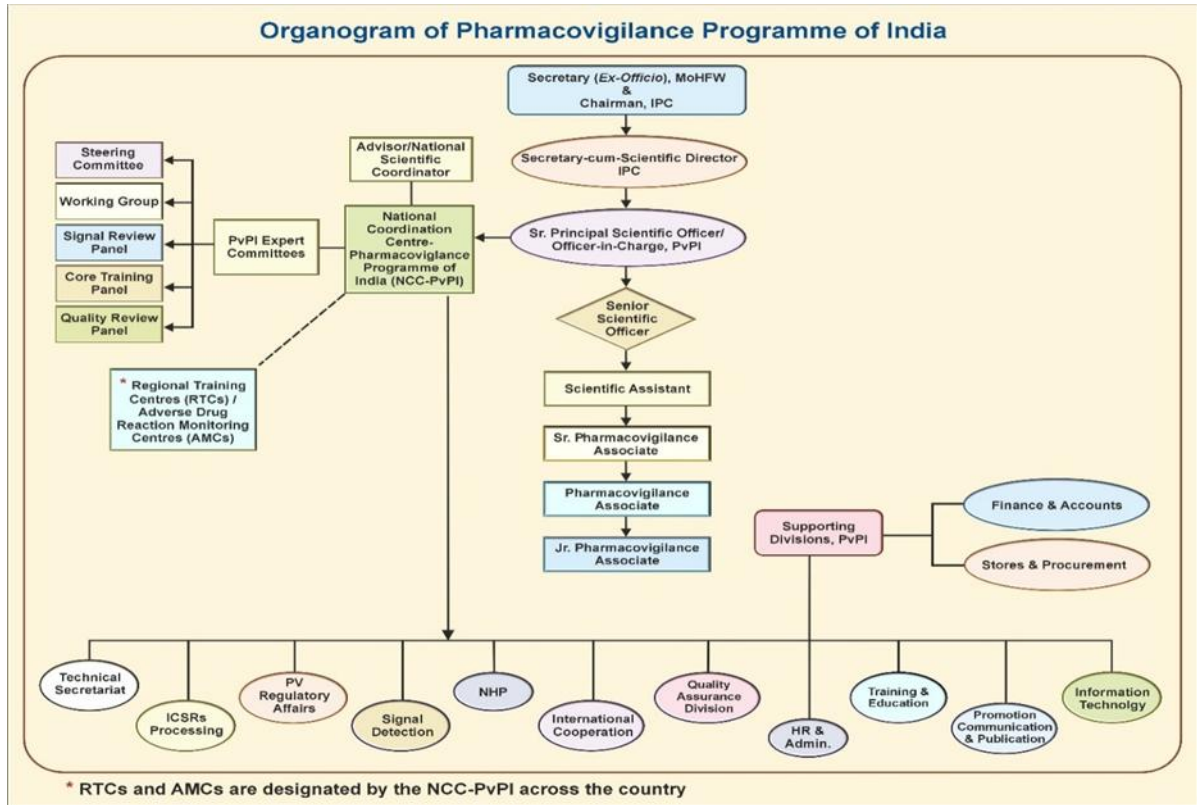 Organogram of Pharmacovigilance Programme of India
Secretary (Ex-Officio), MoHFW
&
Chairman, IPC
Secretary-cum-Scientific Director
IPC
Sr. Principal Scientific Officer/
Officer-in-Charge, PvPI
Advisor/National
Scientific
Coordinator
National
Coordination
Centre-
Pharmacovigilance
Programme of
India (NCC-PvPI)
PvPI Expert
Committees
Steering
Committee
Working Group
Signal Review
Panel
Core Training
Panel
Quality Review
Panel
* Regional Training
Centres (RTCs) /
Adverse Drug
Reaction Monitoring
Centres (AMCs)
Senior
Scientific
Officer
Scientific Assistant
Sr. Pharmacovigilance
Associate
Pharmacovigilance
Associate
Jr. Pharmacovigilance
Associate
Supporting
Divisions, PvPI
Finance & Accounts
Stores & Procurement
Technical
Secretariat
ICSRs
Processing
PV
Regulatory
Affairs
Signal
Detection
NHP
International
Cooperation
Quality
Assurance
Division
HR &
Admin.
Training &
Education
Promotion
Communication
& Publication
Information
Technolgy
* RTCs and AMCs are designated by the NCC-PvPI across the country